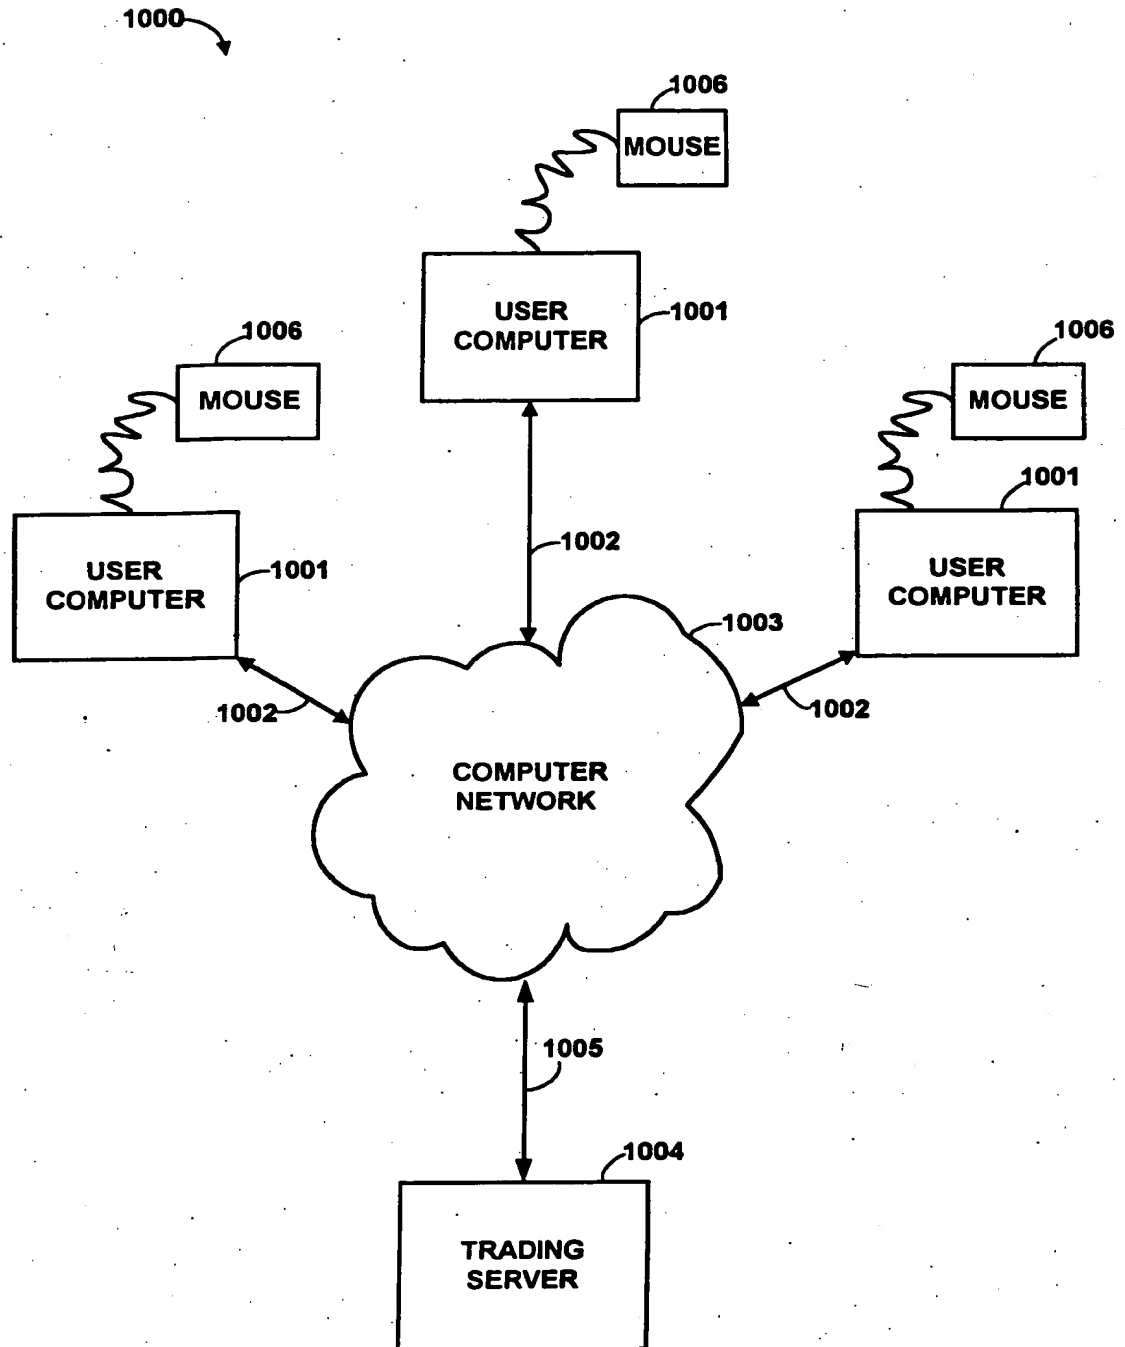 1000
1006
MOUSE
USER
COMPUTER
1001
1006
MOUSE
1006
MOUSE
USER
COMPUTER
1001
1001
USER
COMPUTER
1002
1002
1002
1003
COMPUTER
NETWORK
1005
1004
TRADING
SERVER